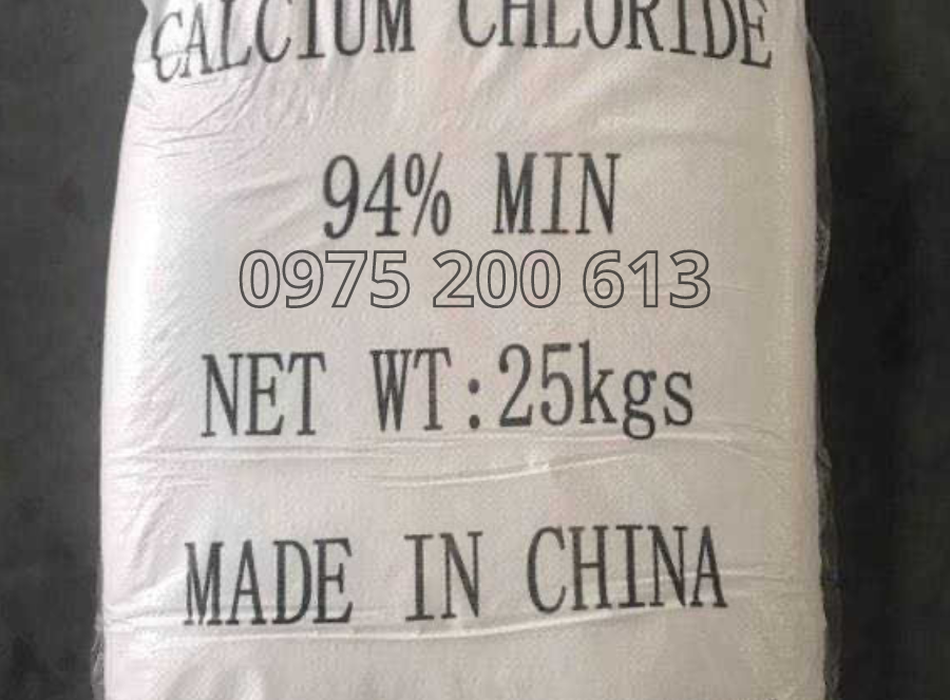 CALCIUM CHLORIDE
94% MIN
0975 200 613
NET WT:25kgs
MADE IN CHINA